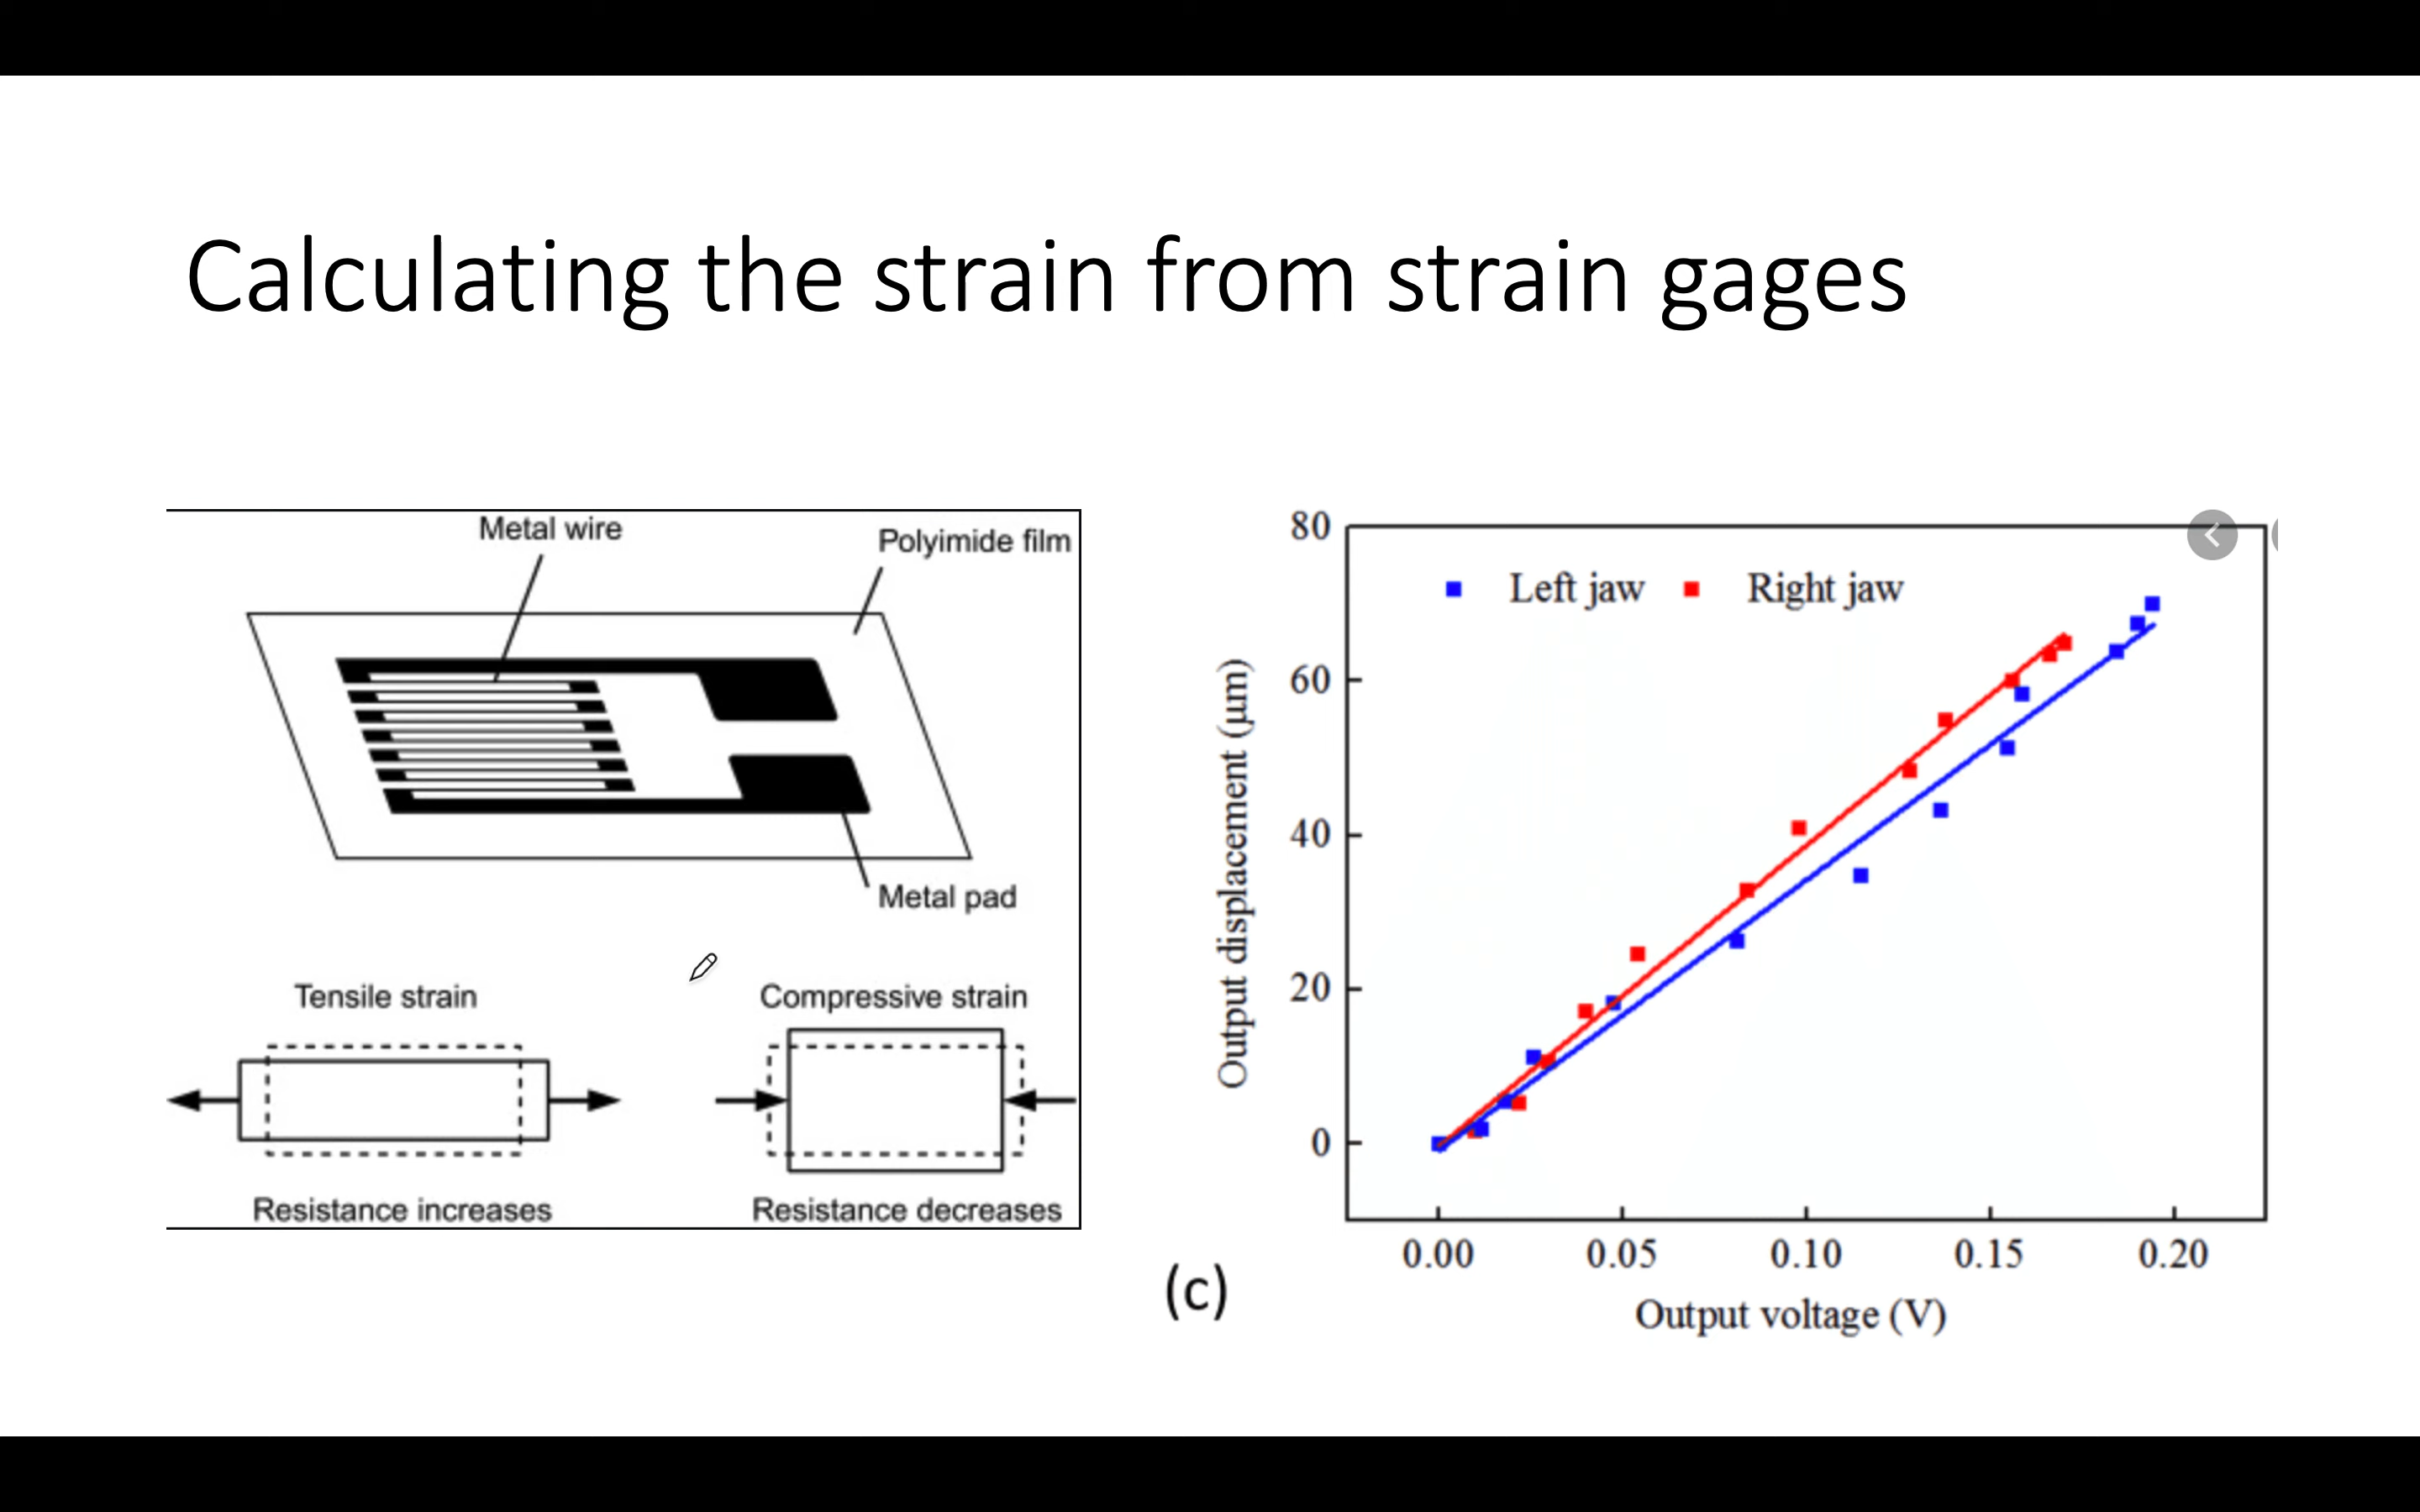 Calculating the strain from strain gages
Metal wire
Polyimide film
Metal pad
Tensile strain
Compressive strain
Resistance increases
Resistance decreases
(c)
80
60
40
20
0
Output displacement (μm)
Left jaw
Right jaw
0.00
0.05
0.10
0.15
0.20
Output voltage (V)